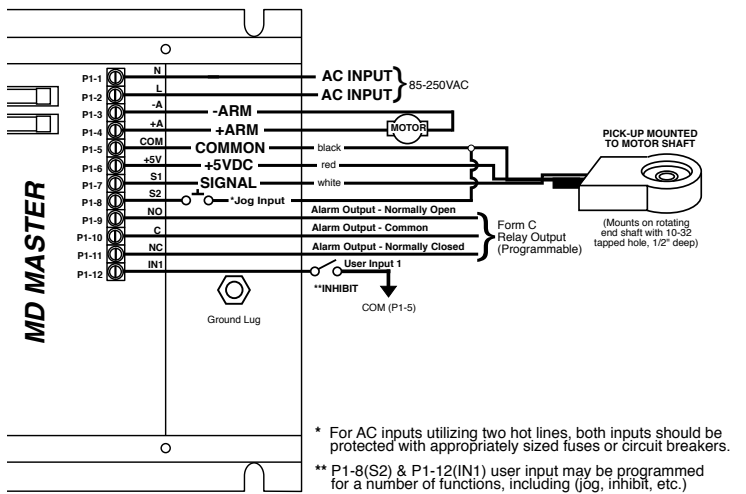 P1-1 N AC INPUT
P1-2 L AC INPUT
85-250VAC
P1-3 -A -ARM
P1-4 +A +ARM
MOTOR
P1-5 COM COMMON black
P1-6 +5V +5VDC red
P1-7 S1 SIGNAL white
P1-8 S2 *Jog Input
P1-9 NO Alarm Output - Normally Open
P1-10 C Alarm Output - Common
P1-11 NC Alarm Output - Normally Closed
P1-12 IN1 User Input 1
**INHIBIT
COM (P1-5)
Form C
Relay Output
(Programmable)
PICK-UP MOUNTED
TO MOTOR SHAFT
(Mounts on rotating
end shaft with 10-32
tapped hole, 1/2" deep)
MD MASTER
Ground Lug
* For AC inputs utilizing two hot lines, both inputs should be
protected with appropriately sized fuses or circuit breakers.
** P1-8(S2) & P1-12(IN1) user input may be programmed
for a number of functions, including (jog, inhibit, etc.)